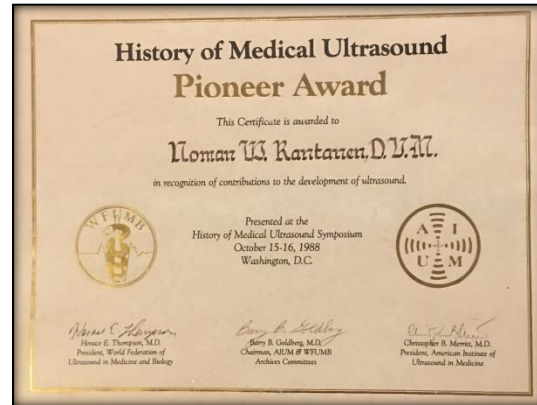 History of Medical Ultrasound
Pioneer Award
This Certificate is awarded to
Noman W. Rantanen, D.V.M.
in recognition of contributions to the development of ultrasound.
WFUMB
Presented at the
History of Medical Ultrasound Symposium
October 15-16, 1988
Washington, D.C.
A I
U M
Horace E. Thompson, M.D.
President, World Federation of
Ultrasound in Medicine and Biology
Barry B. Goldberg
Barry B. Goldberg, M.D.
Chairman, AIUM & WFUMB
Archives Committees
Christopher B. Merritt, M.D.
President, American Institute of
Ultrasound in Medicine